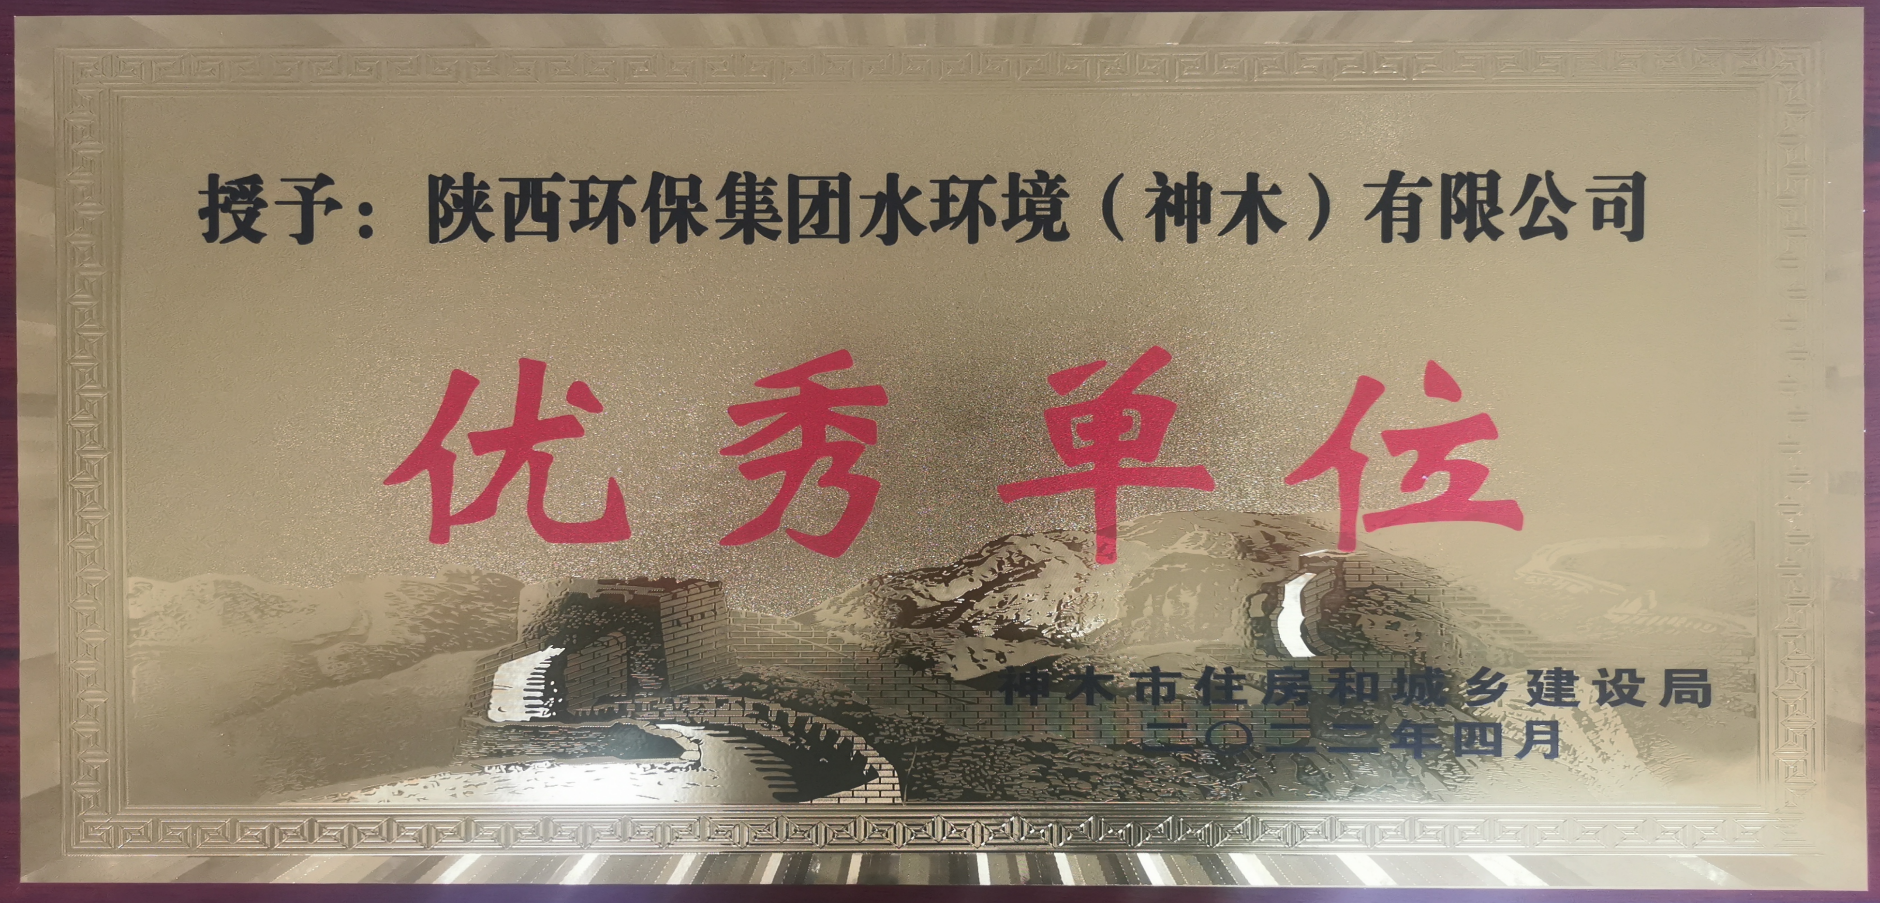 授予：陕西环保集团水环境（神木）有限公司
优秀单位
神木市住房和城乡建设局
二〇二二年四月